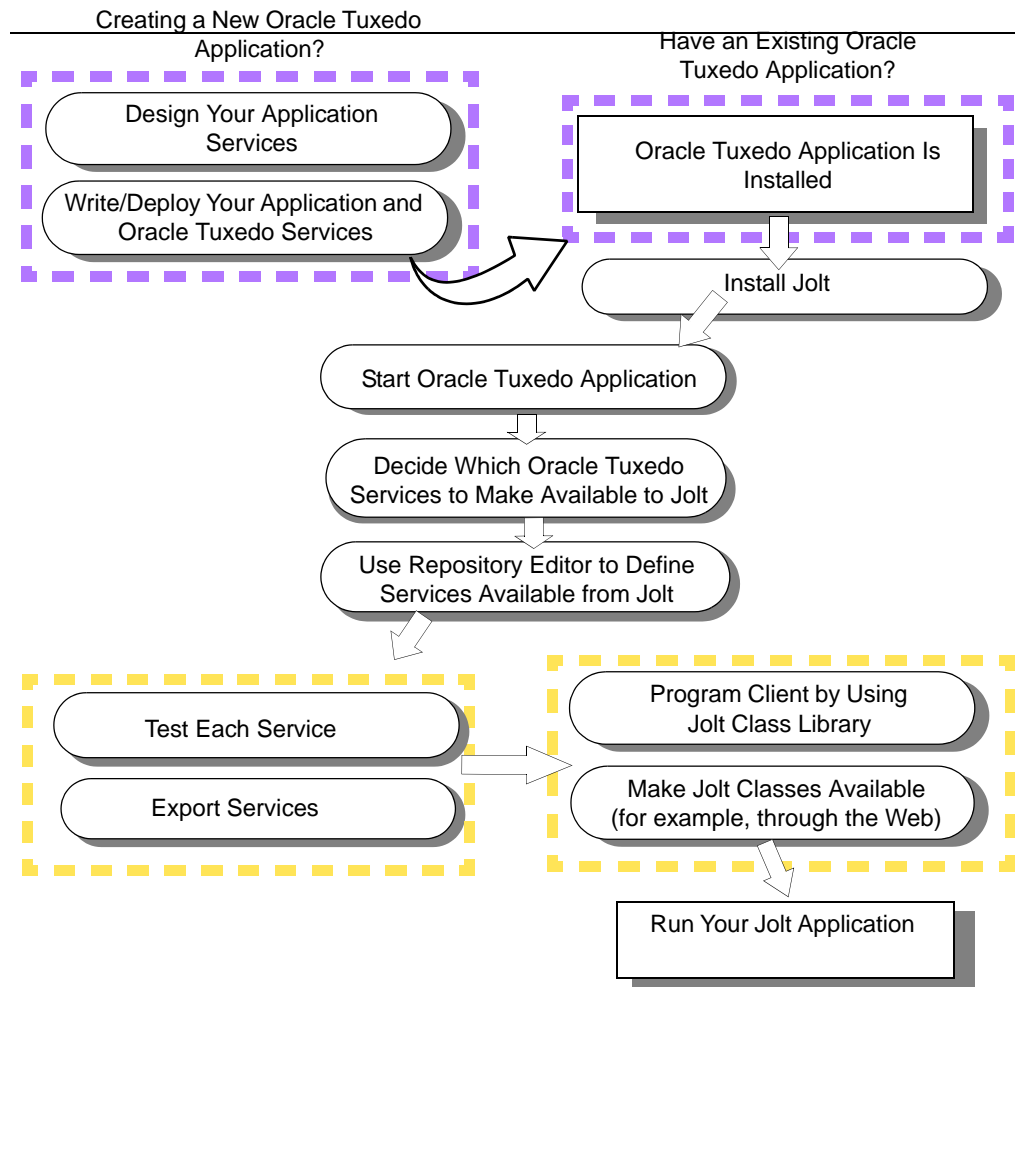 Creating a New Oracle Tuxedo
Application?
Have an Existing Oracle
Tuxedo Application?
Design Your Application
Services
Write/Deploy Your Application and
Oracle Tuxedo Services
Oracle Tuxedo Application Is
Installed
Install Jolt
Start Oracle Tuxedo Application
Decide Which Oracle Tuxedo
Services to Make Available to Jolt
Use Repository Editor to Define
Services Available from Jolt
Test Each Service
Export Services
Program Client by Using
Jolt Class Library
Make Jolt Classes Available
(for example, through the Web)
Run Your Jolt Application